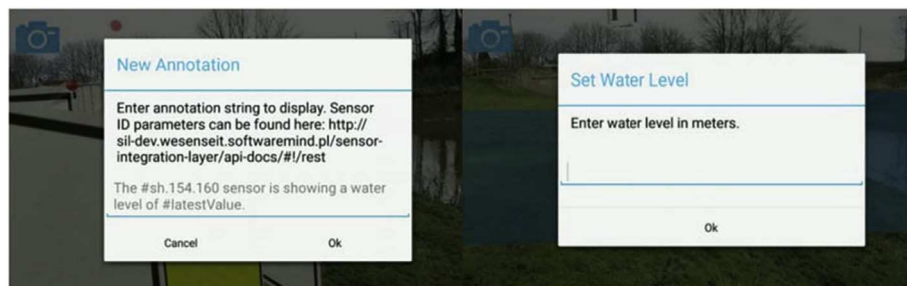 New Annotation
Enter annotation string to display. Sensor
ID parameters can be found here: http://
sil-dev.wesenseit.softwaremind.pl/sensor-
integration-layer/api-docs/#!/rest
The #sh.154.160 sensor is showing a water
level of #latestValue.
Cancel Ok
Set Water Level
Enter water level in meters.
Ok